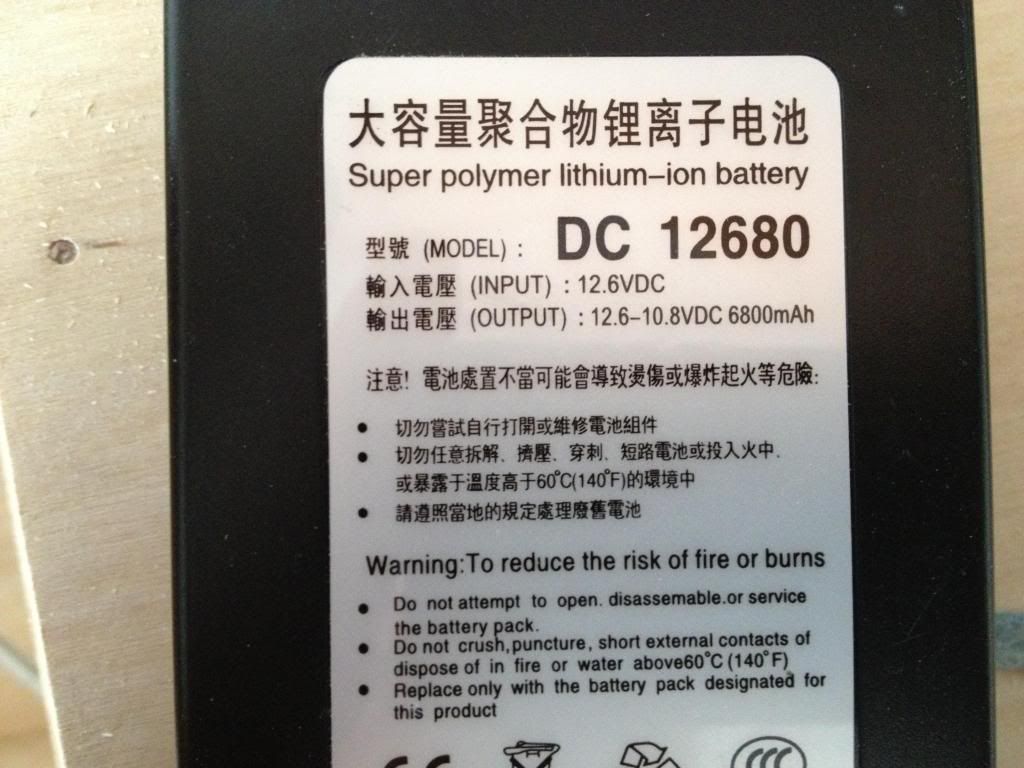 大容量聚合物锂离子电池
Super polymer lithium-ion battery
型號 (MODEL) : DC 12680
輸入電壓 (INPUT) : 12.6VDC
輸出電壓 (OUTPUT) : 12.6-10.8VDC 6800mAh
注意! 電池處置不當可能會導致燙傷或爆炸起火等危險:
• 切勿嘗試自行打開或維修電池組件
• 切勿任意拆解、擠壓、穿刺、短路電池或投入火中.
或暴露于溫度高于60°C(140°F)的環境中
• 請遵照當地的規定處理廢舊電池
Warning:To reduce the risk of fire or burns
• Do not attempt to open. disassemable.or service
the battery pack.
• Do not crush,puncture, short external contacts of
dispose of in fire or water above60°C (140°F)
• Replace only with the battery pack designated for
this product
CE CCC